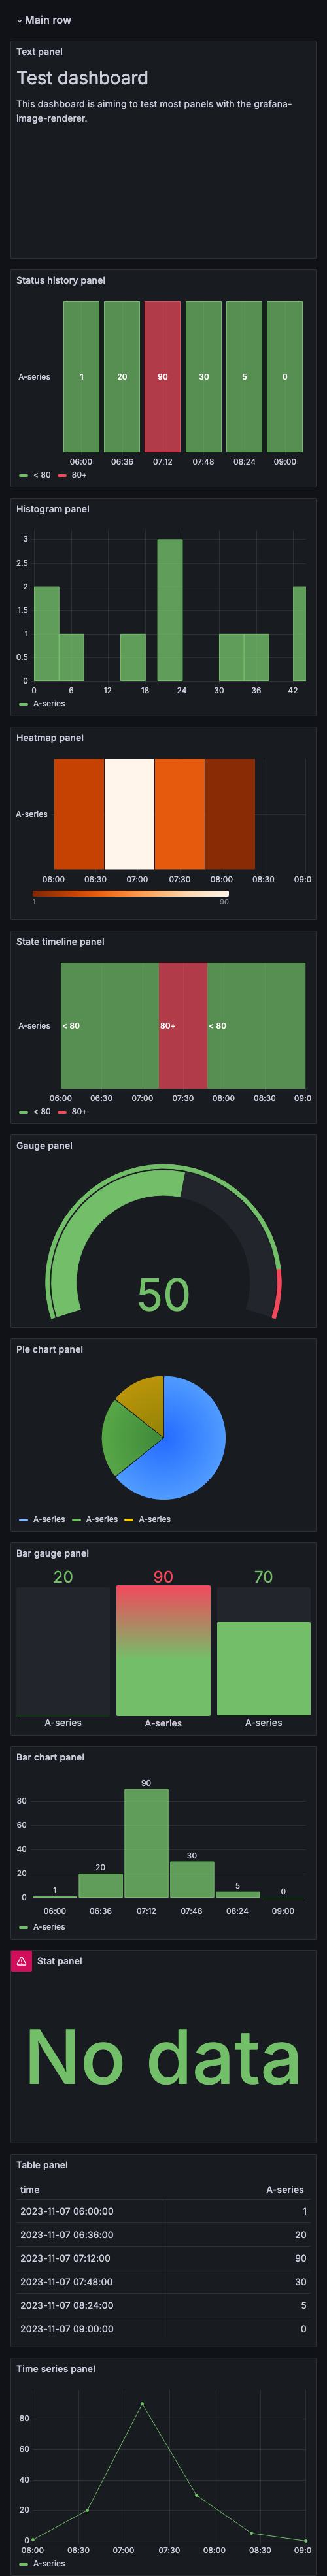 Main row
Text panel
Test dashboard
This dashboard is aiming to test most panels with the grafana-
image-renderer.
Status history panel
A-series
1 20 90 30 5 0
06:00 06:36 07:12 07:48 08:24 09:00
< 80 80+
Histogram panel
3
2.5
2
1.5
1
0.5
0
0 6 12 18 24 30 36 42
A-series
Heatmap panel
A-series
06:00 06:30 07:00 07:30 08:00 08:30 09:0
1 90
State timeline panel
A-series < 80 80+ < 80
06:00 06:30 07:00 07:30 08:00 08:30 09:0
< 80 80+
Gauge panel
50
Pie chart panel
A-series A-series A-series
Bar gauge panel
20 90 70
A-series A-series A-series
Bar chart panel
90
80
60
40
30
20
20
5
1
0
0
06:00 06:36 07:12 07:48 08:24 09:00
A-series
Stat panel
No data
Table panel
time A-series
2023-11-07 06:00:00 1
2023-11-07 06:36:00 20
2023-11-07 07:12:00 90
2023-11-07 07:48:00 30
2023-11-07 08:24:00 5
2023-11-07 09:00:00 0
Time series panel
80
60
40
20
0
06:00 06:30 07:00 07:30 08:00 08:30 09:0
A-series